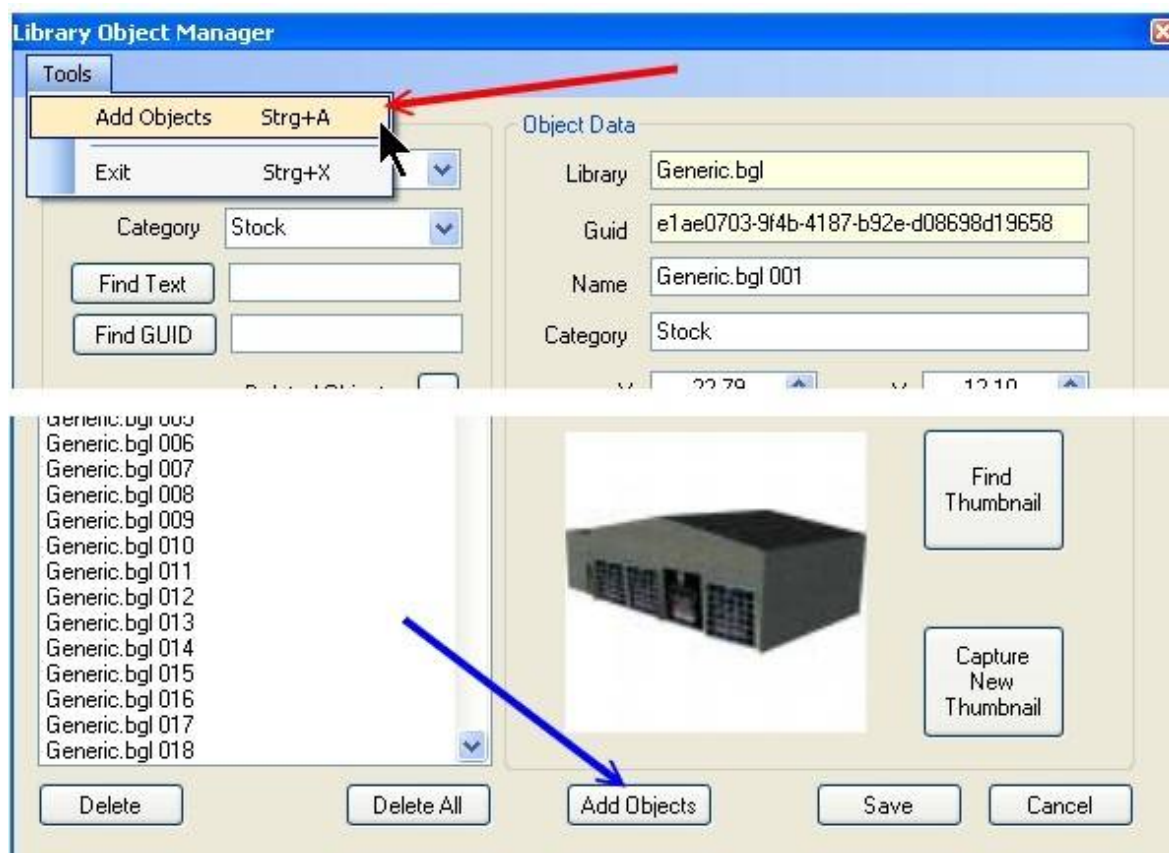 Library Object Manager
Tools
Add Objects Strg+A
Exit Strg+X
Category Stock
Find Text
Find GUID
Object Data
Library Generic.bgl
Guid e1ae0703-9f4b-4187-b92e-d08698d19658
Name Generic.bgl 001
Category Stock
Generic.bgl 005
Generic.bgl 006
Generic.bgl 007
Generic.bgl 008
Generic.bgl 009
Generic.bgl 010
Generic.bgl 011
Generic.bgl 012
Generic.bgl 013
Generic.bgl 014
Generic.bgl 015
Generic.bgl 016
Generic.bgl 017
Generic.bgl 018
Find
Thumbnail
Capture
New
Thumbnail
Delete
Delete All
Add Objects
Save
Cancel